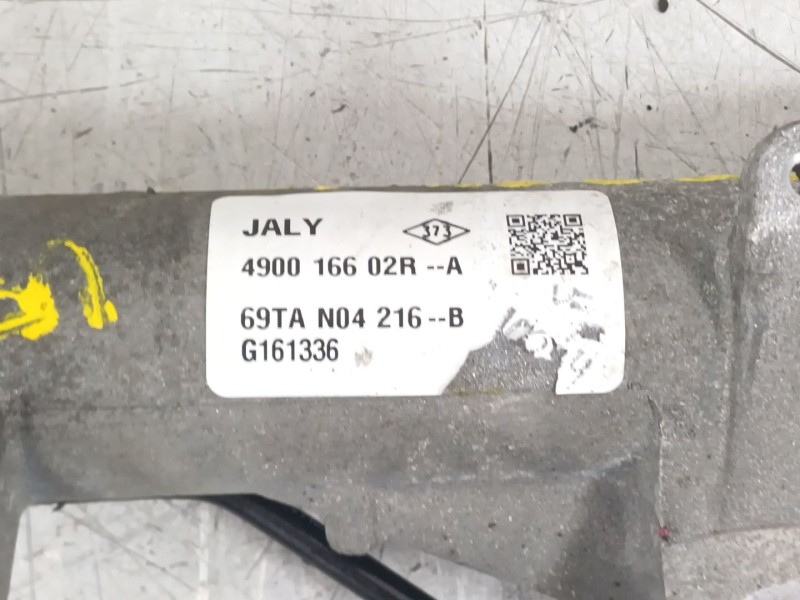 JALY 373
4900 166 02R --A
69TA N04 216--B
G161336